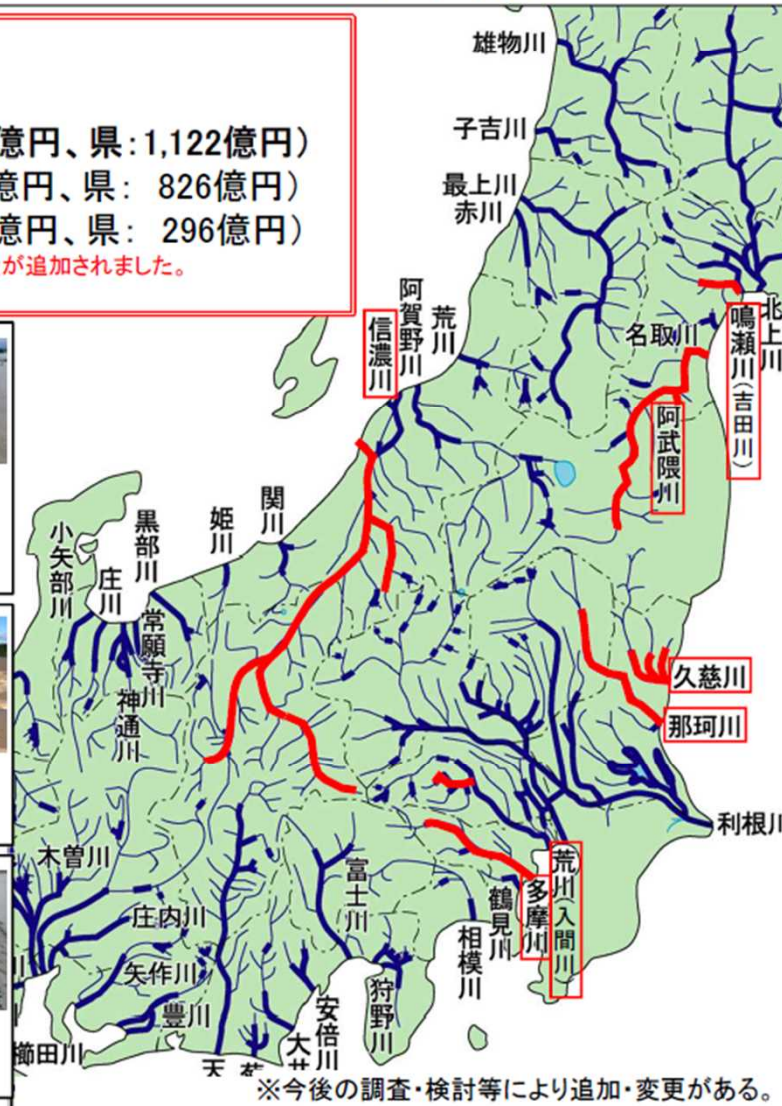 億円、県：1,122億円）
億円、県： 826億円）
億円、県： 296億円）
が追加されました。
雄物川
子吉川
最上川
赤川
荒川
阿賀野川
信濃川
名取川
北上川
鳴瀬川（吉田川）
阿武隈川
関川
姫川
黒部川
小矢部川
庄川
常願寺川
神通川
久慈川
那珂川
利根川
木曽川
庄内川
矢作川
豊川
櫛田川
富士川
荒川（入間川）
多摩川
鶴見川
相模川
狩野川
安倍川
大井
天
菊
川
※今後の調査・検討等により追加・変更がある。